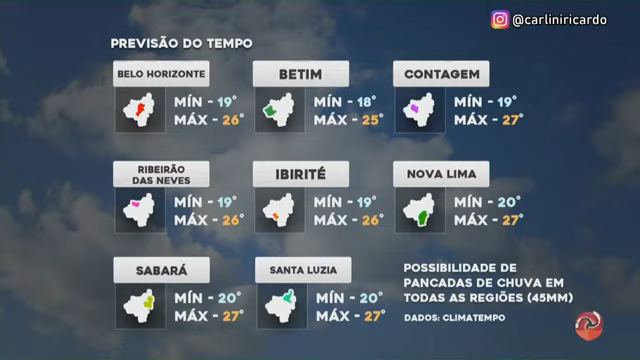 @carliniricardo
PREVISÃO DO TEMPO
BELO HORIZONTE
MÍN - 19°
MÁX - 26°
BETIM
MÍN - 18°
MÁX - 25°
CONTAGEM
MÍN - 19°
MÁX - 27°
RIBEIRÃO
DAS NEVES
MÍN - 19°
MÁX - 26°
IBIRITÉ
MÍN - 19°
MÁX - 26°
NOVA LIMA
MÍN - 20°
MÁX - 27°
SABARÁ
MÍN - 20°
MÁX - 27°
SANTA LUZIA
MÍN - 20°
MÁX - 27°
POSSIBILIDADE DE
PANCADAS DE CHUVA EM
TODAS AS REGIÕES (45MM)
DADOS: CLIMATEMPO